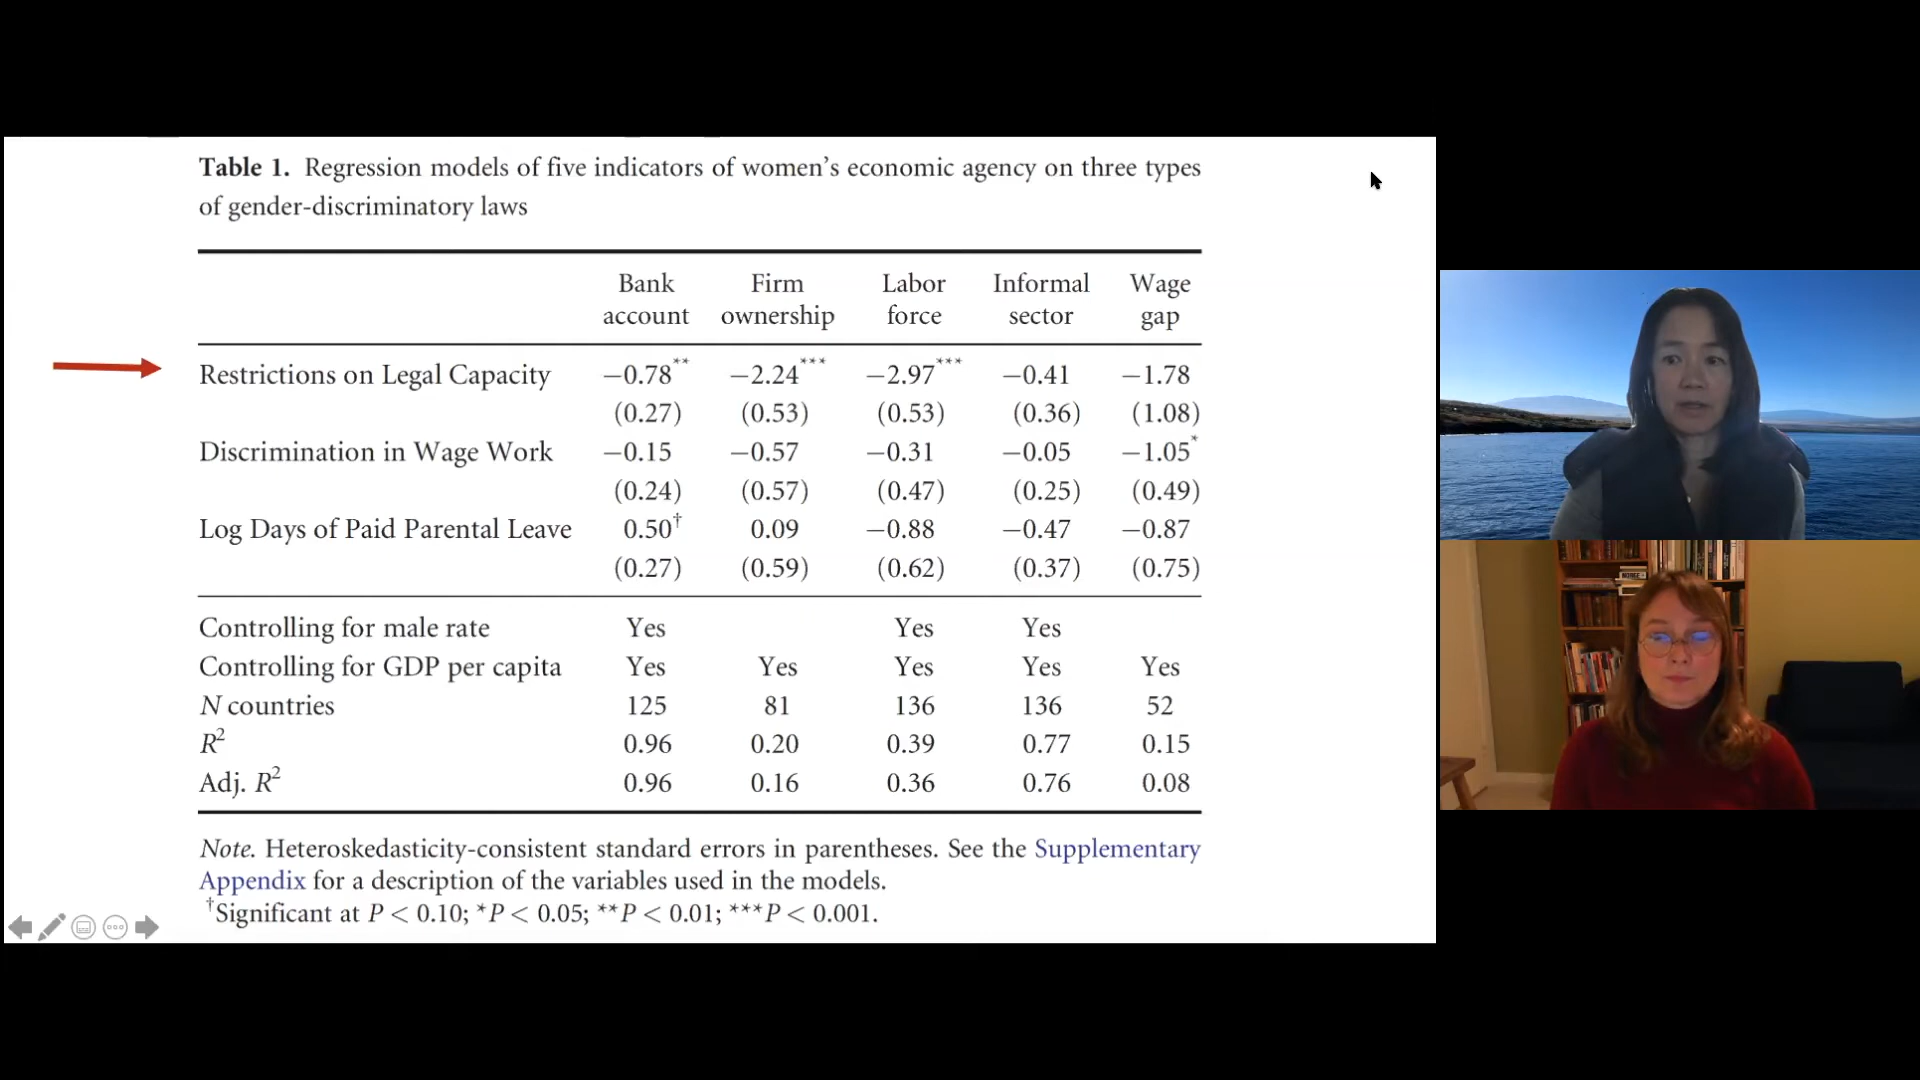 Table 1. Regression models of five indicators of women's economic agency on three types
of gender-discriminatory laws
Bank account Firm ownership Labor force Informal sector Wage gap
Restrictions on Legal Capacity −0.78** −2.24*** −2.97*** −0.41 −1.78
(0.27) (0.53) (0.53) (0.36) (1.08)
Discrimination in Wage Work −0.15 −0.57 −0.31 −0.05 −1.05*
(0.24) (0.57) (0.47) (0.25) (0.49)
Log Days of Paid Parental Leave 0.50† 0.09 −0.88 −0.47 −0.87
(0.27) (0.59) (0.62) (0.37) (0.75)
Controlling for male rate Yes Yes Yes
Controlling for GDP per capita Yes Yes Yes Yes Yes
N countries 125 81 136 136 52
R² 0.96 0.20 0.39 0.77 0.15
Adj. R² 0.96 0.16 0.36 0.76 0.08
Note. Heteroskedasticity-consistent standard errors in parentheses. See the Supplementary
Appendix for a description of the variables used in the models.
†Significant at P < 0.10; *P < 0.05; **P < 0.01; ***P < 0.001.